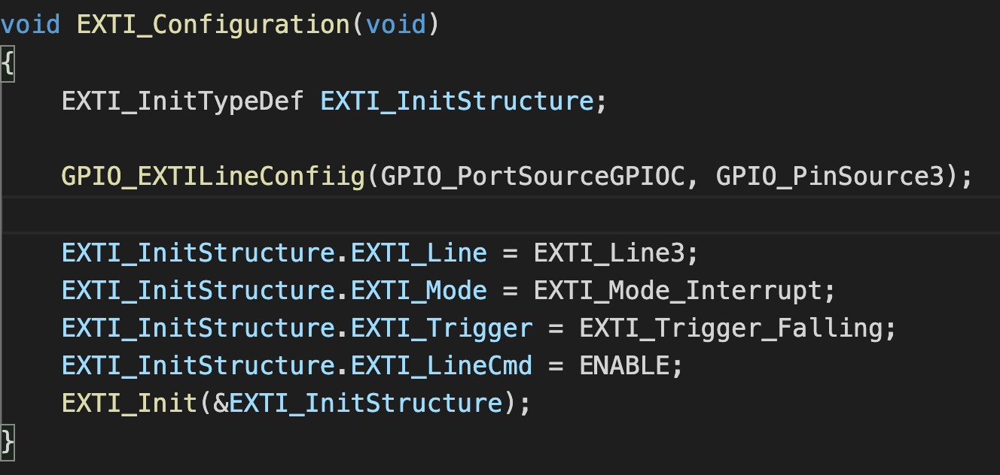 void EXTI_Configuration(void)
{
EXTI_InitTypeDef EXTI_InitStructure;
GPIO_EXTILineConfiig(GPIO_PortSourceGPIOC, GPIO_PinSource3);
EXTI_InitStructure.EXTI_Line = EXTI_Line3;
EXTI_InitStructure.EXTI_Mode = EXTI_Mode_Interrupt;
EXTI_InitStructure.EXTI_Trigger = EXTI_Trigger_Falling;
EXTI_InitStructure.EXTI_LineCmd = ENABLE;
EXTI_Init(&EXTI_InitStructure);
}